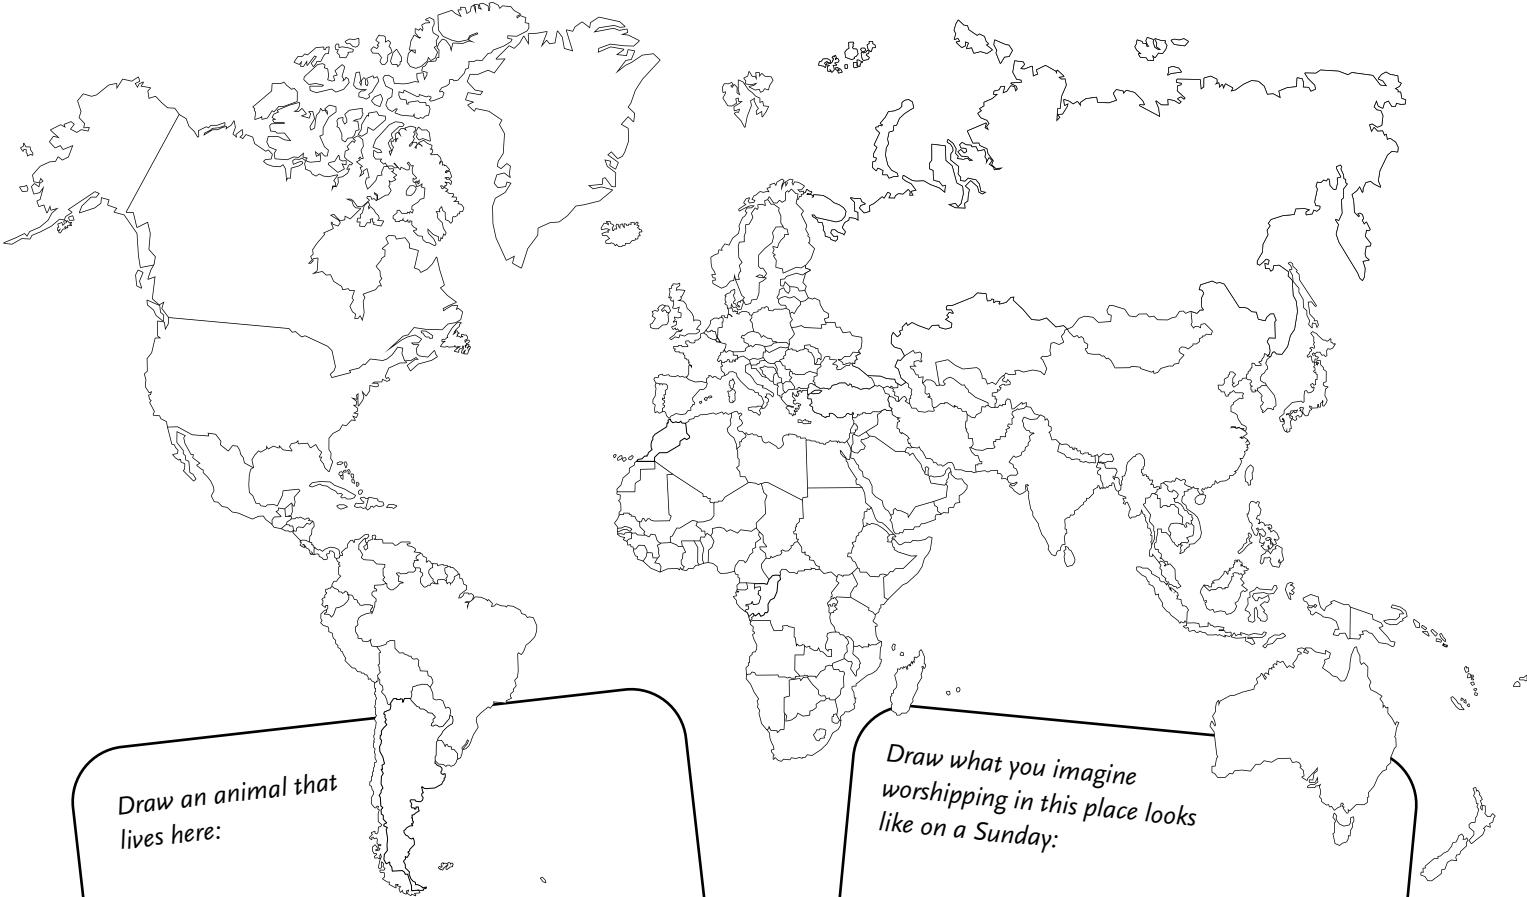 Draw an animal that
lives here:
Draw what you imagine
worshipping in this place looks
like on a Sunday: